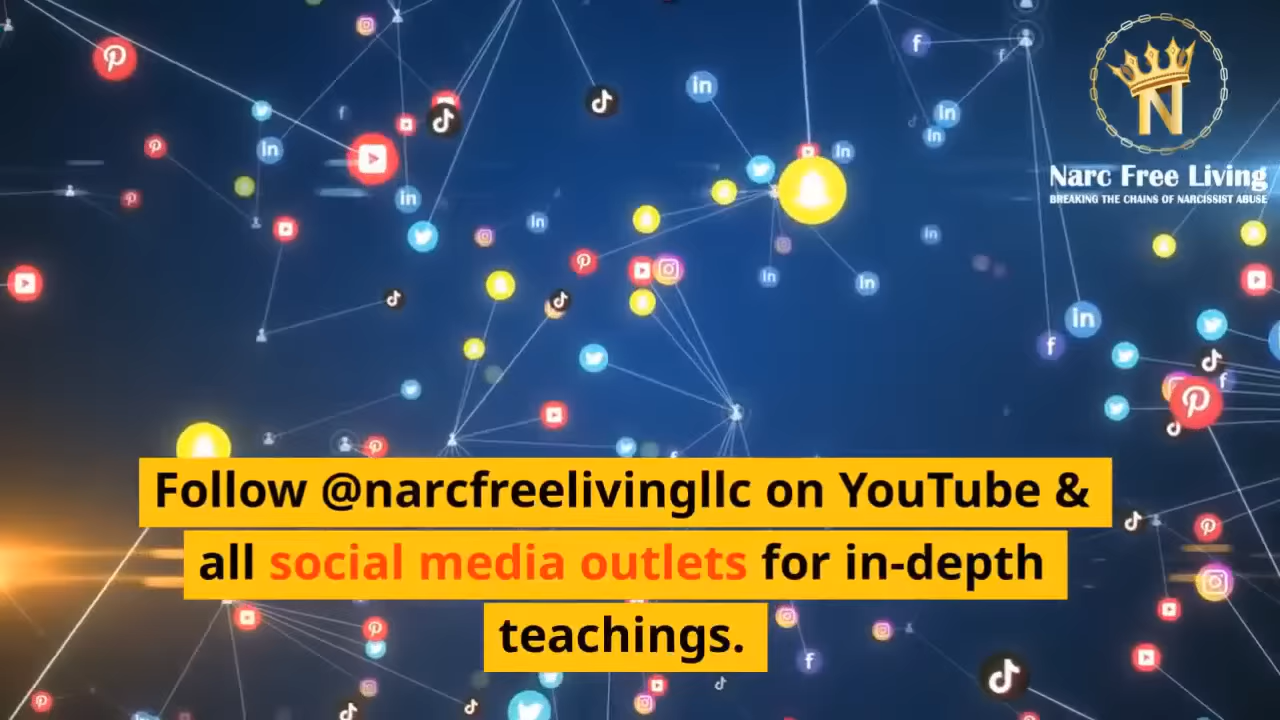 N
Narc Free Living
BREAKING THE CHAINS OF NARCISSIST ABUSE
Follow @narcfreelivingllc on YouTube &
all social media outlets for in-depth
teachings.